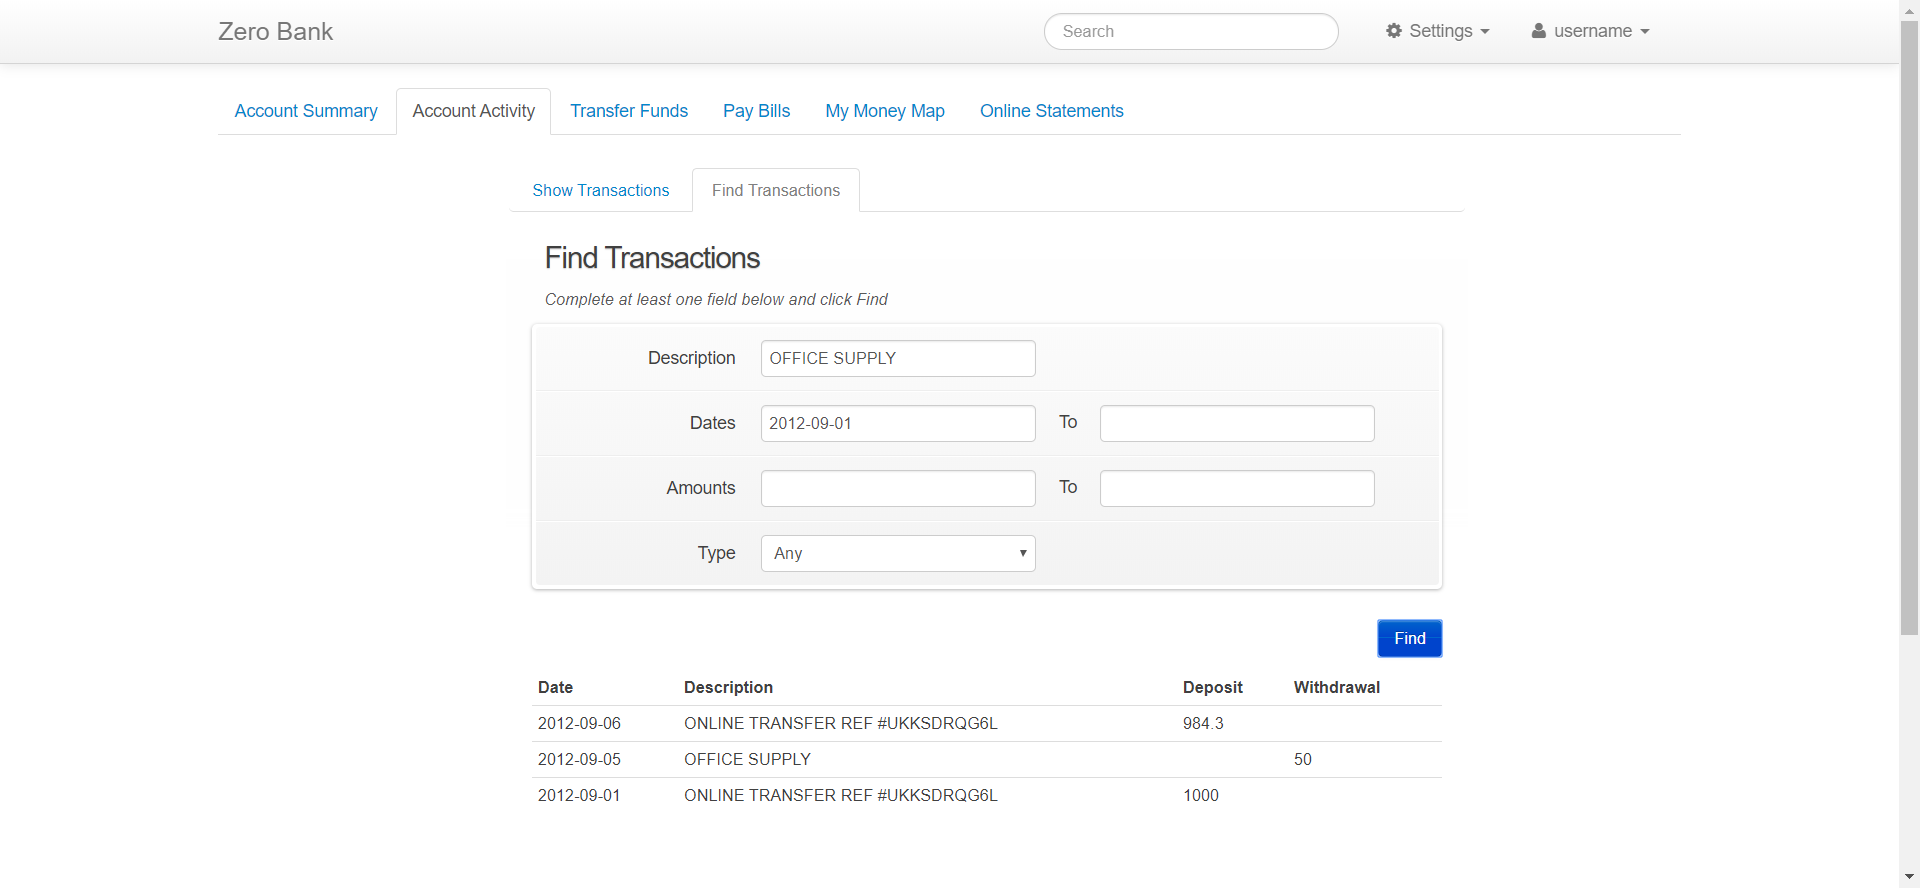 Zero Bank
Search
Settings
username
Account Summary
Account Activity
Transfer Funds
Pay Bills
My Money Map
Online Statements
Show Transactions
Find Transactions
Find Transactions
Complete at least one field below and click Find
Description OFFICE SUPPLY
Dates 2012-09-01 To
Amounts To
Type Any
Find
Date Description Deposit Withdrawal
2012-09-06 ONLINE TRANSFER REF #UKKSDRQG6L 984.3
2012-09-05 OFFICE SUPPLY 50
2012-09-01 ONLINE TRANSFER REF #UKKSDRQG6L 1000